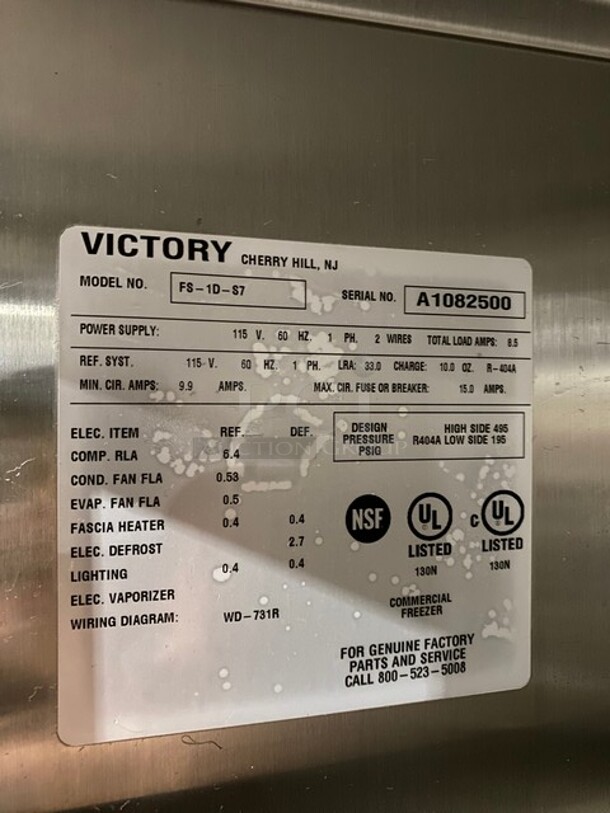 VICTORY CHERRY HILL, NJ
MODEL NO. FS-1D-S7 SERIAL NO. A1082500
POWER SUPPLY: 115 V. 60 HZ. 1 PH. 2 WIRES TOTAL LOAD AMPS: 8.5
REF. SYST. 115 V. 60 HZ. 1 PH. LRA: 33.0 CHARGE: 10.0 OZ. R-404A
MIN. CIR. AMPS: 9.9 AMPS. MAX. CIR. FUSE OR BREAKER: 15.0 AMPS.
ELEC. ITEM REF. DEF.
COMP. RLA 6.4
COND. FAN FLA 0.53
EVAP. FAN FLA 0.5
FASCIA HEATER 0.4 0.4
ELEC. DEFROST 2.7
LIGHTING 0.4 0.4
ELEC. VAPORIZER
WIRING DIAGRAM: WD-731R
DESIGN PRESSURE PSIG
HIGH SIDE 495
R404A LOW SIDE 195
NSF UL C UL
LISTED LISTED
130N 130N
COMMERCIAL
FREEZER
FOR GENUINE FACTORY
PARTS AND SERVICE
CALL 800-523-5008